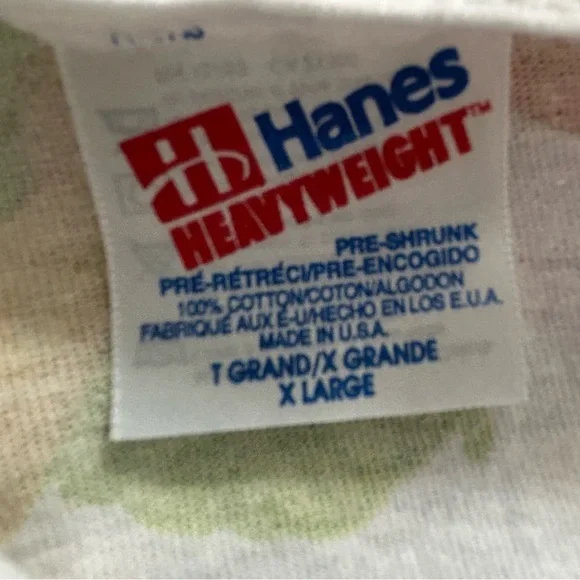 Hanes
HEAVYWEIGHT™
PRE-SHRUNK
PRÉ-RÉTRÉCI/PRE-ENCOGIDO
100% COTTON/COTON/ALGODON
FABRIQUÉ AUX É-U/HECHO EN LOS E.U.A.
MADE IN U.S.A.
T GRAND/X GRANDE
X LARGE